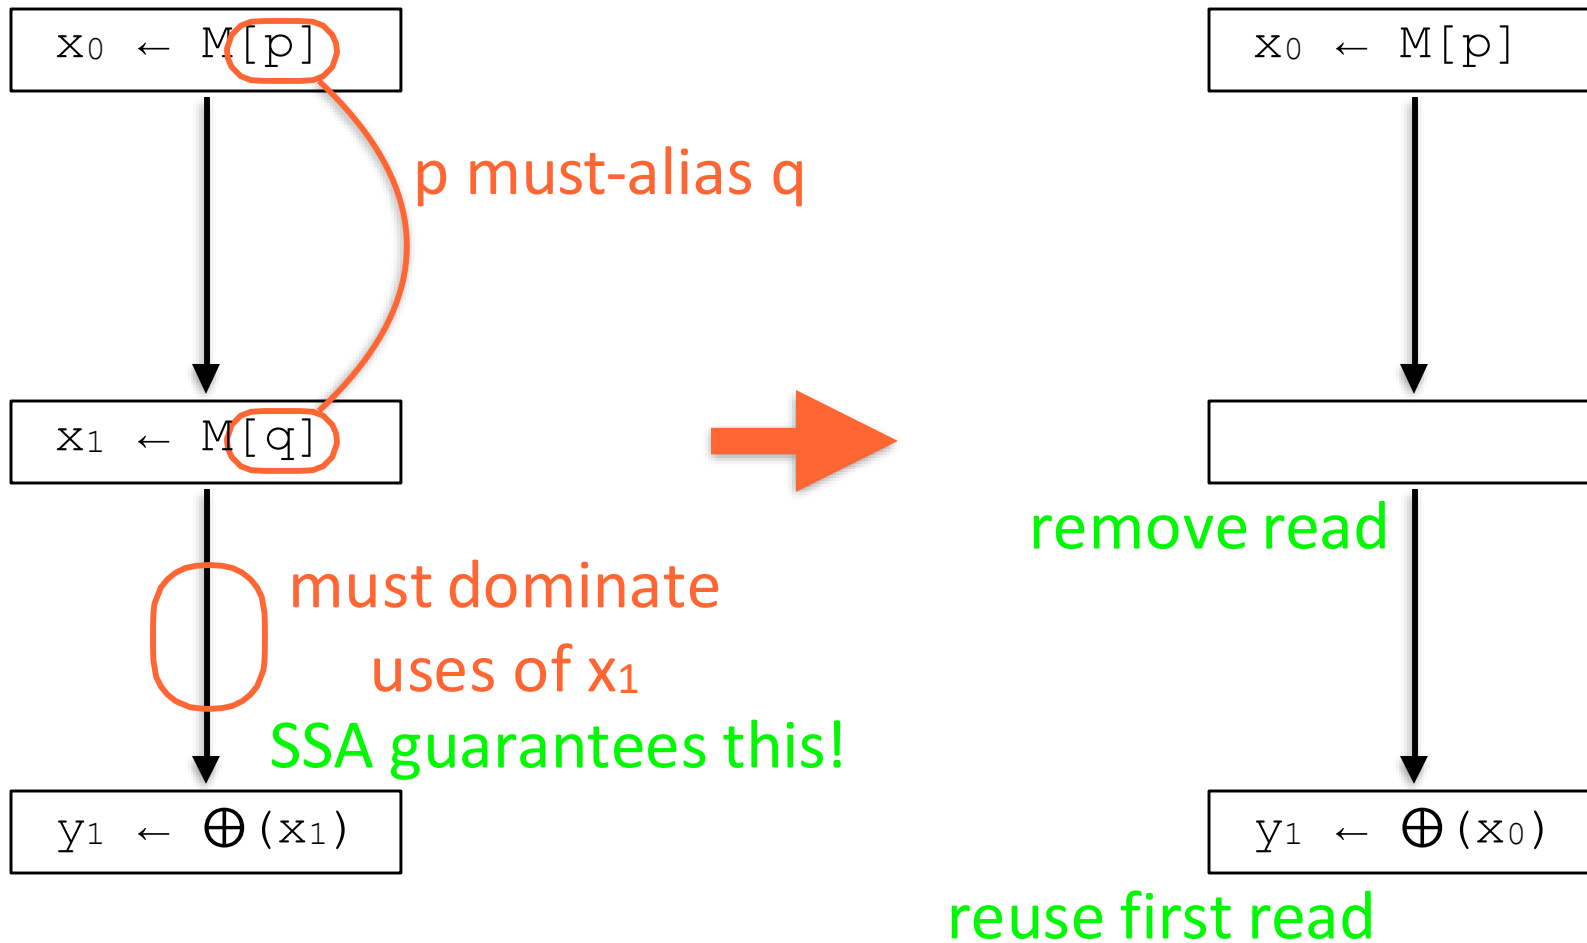 x₀ ← M[p]
p must-alias q
x₁ ← M[q]
must dominate
uses of x₁
SSA guarantees this!
y₁ ← ⊕(x₁)
x₀ ← M[p]
remove read
y₁ ← ⊕(x₀)
reuse first read